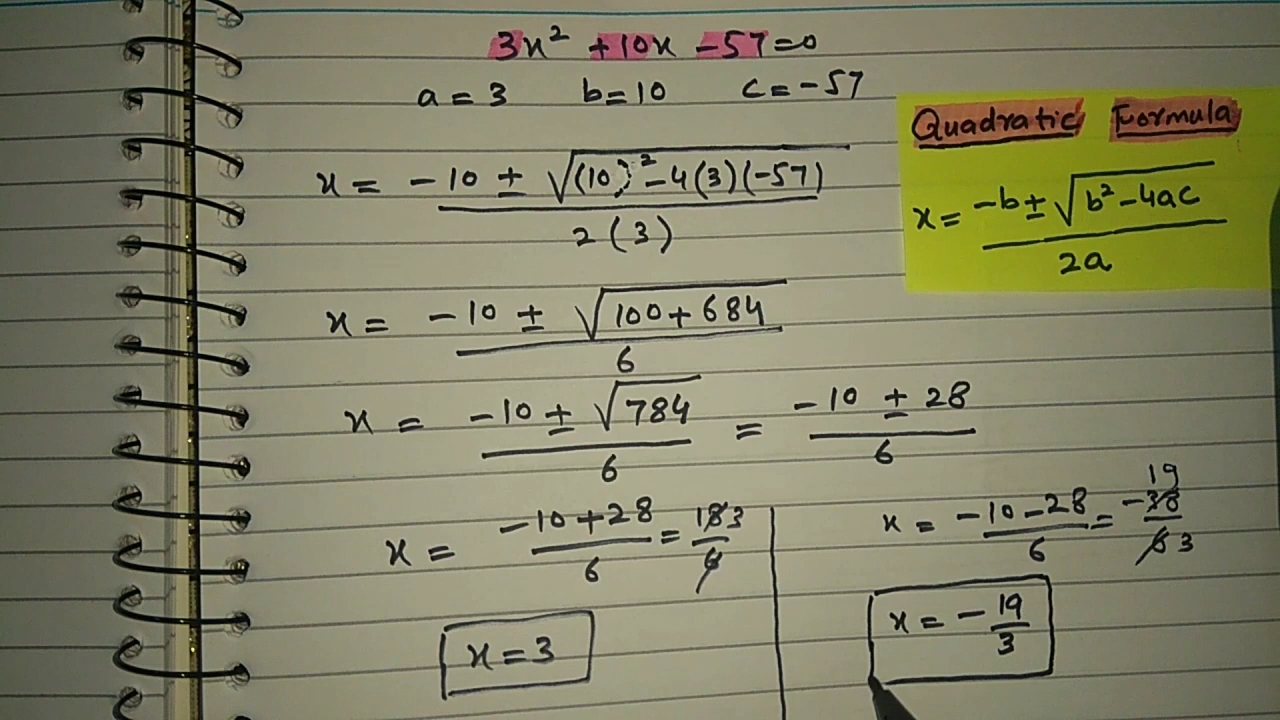 3x² +10x -57=0
a = 3 b=10 c=-57
Quadratic Formula
x = -b ± √(b²-4ac) / 2a
x = -10 ± √((10)²-4(3)(-57)) / 2(3)
x = -10 ± √(100+684) / 6
x = -10 ± √784 / 6 = -10 ± 28 / 6
x = -10+28 / 6 = 18 3 / 6
x = 3
x = -10-28 / 6 = -38 19 / 6 3
x = -19/3